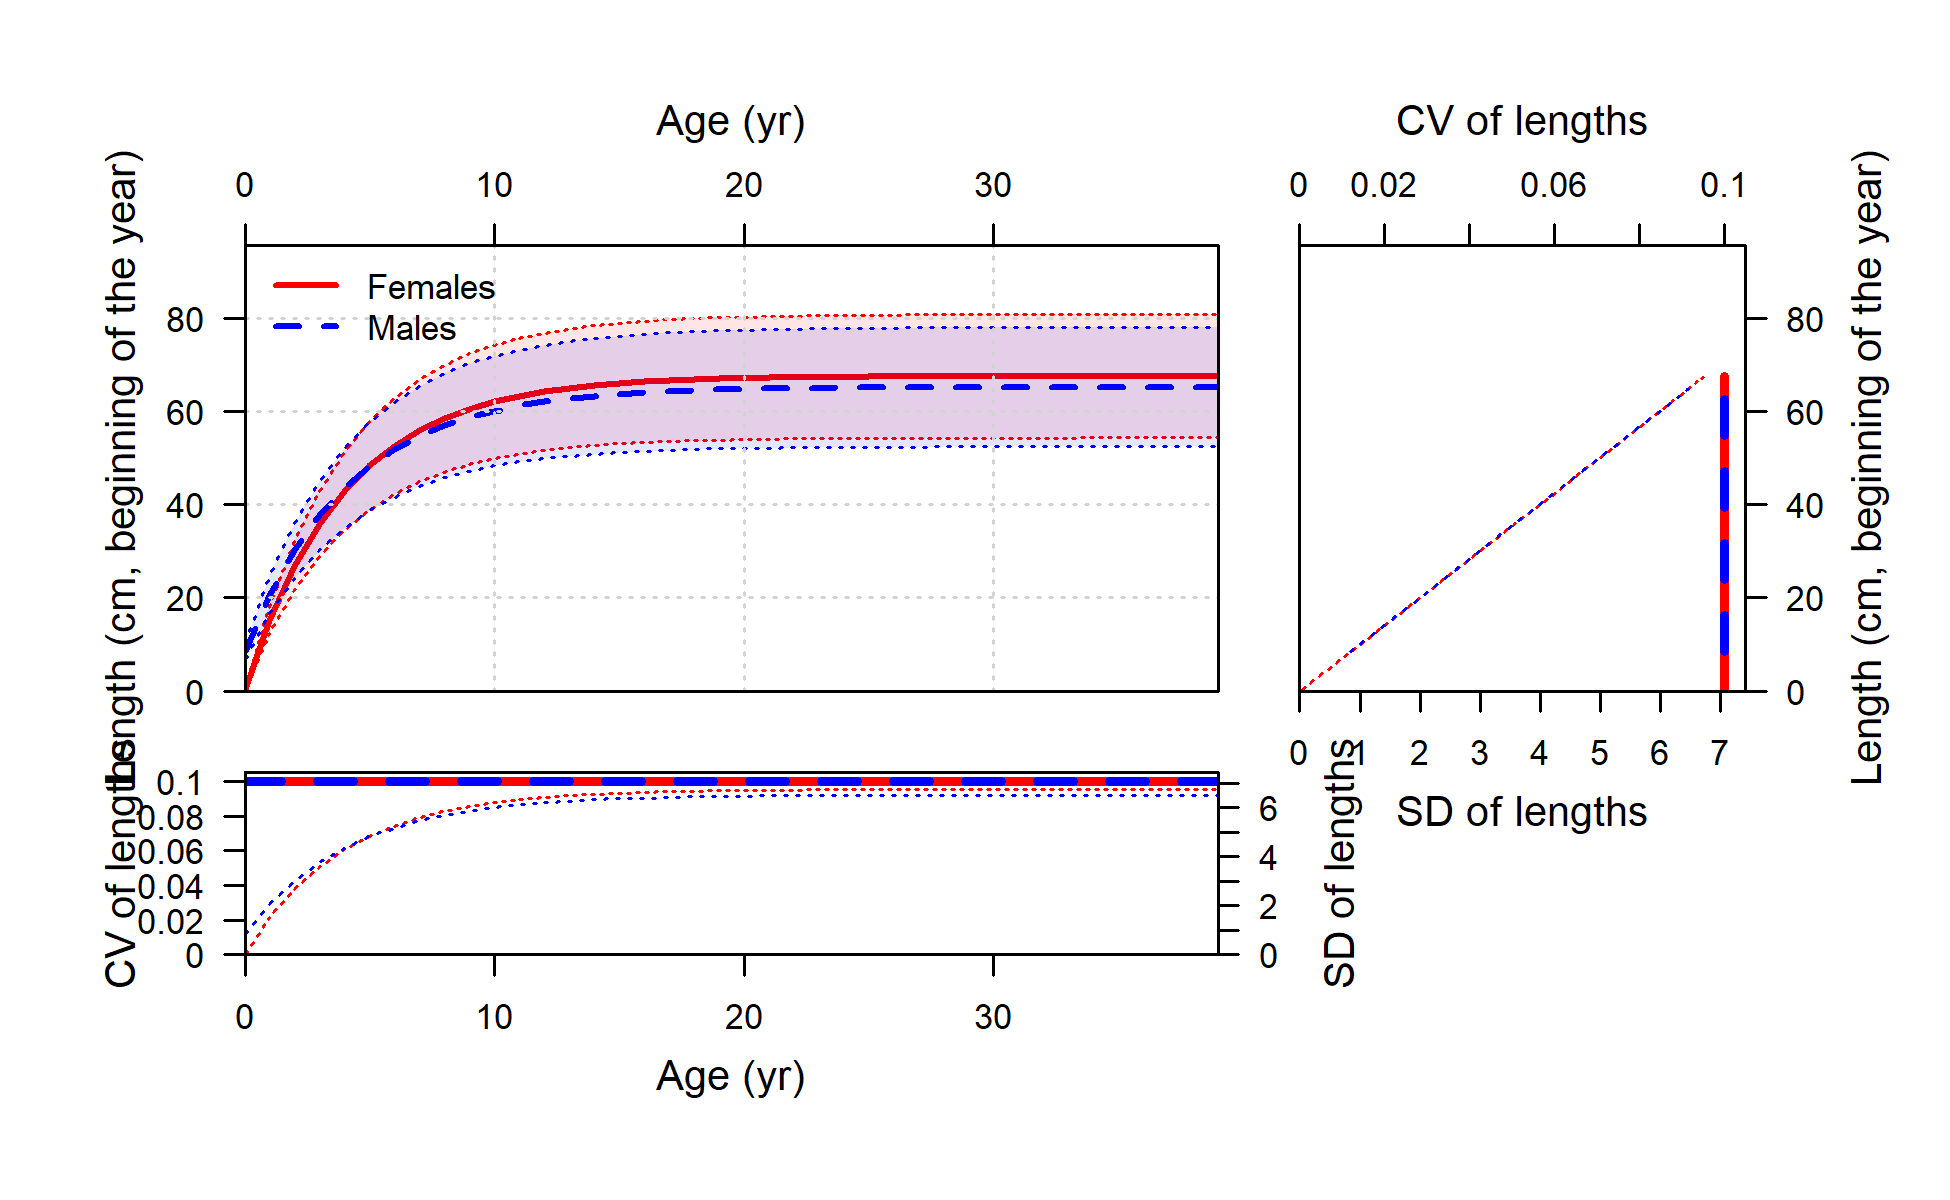 Age (yr)
0 10 20 30
Length (cm, beginning of the year)
80
60
40
20
0
Females
Males
CV of lengths
0 0.02 0.06 0.1
80
60
40
20
0
Length (cm, beginning of the year)
0 1 2 3 4 5 6 7
SD of lengths
CV of lengths
0.1
0.08
0.06
0.04
0.02
0
6
4
2
0
SD of lengths
0 10 20 30
Age (yr)